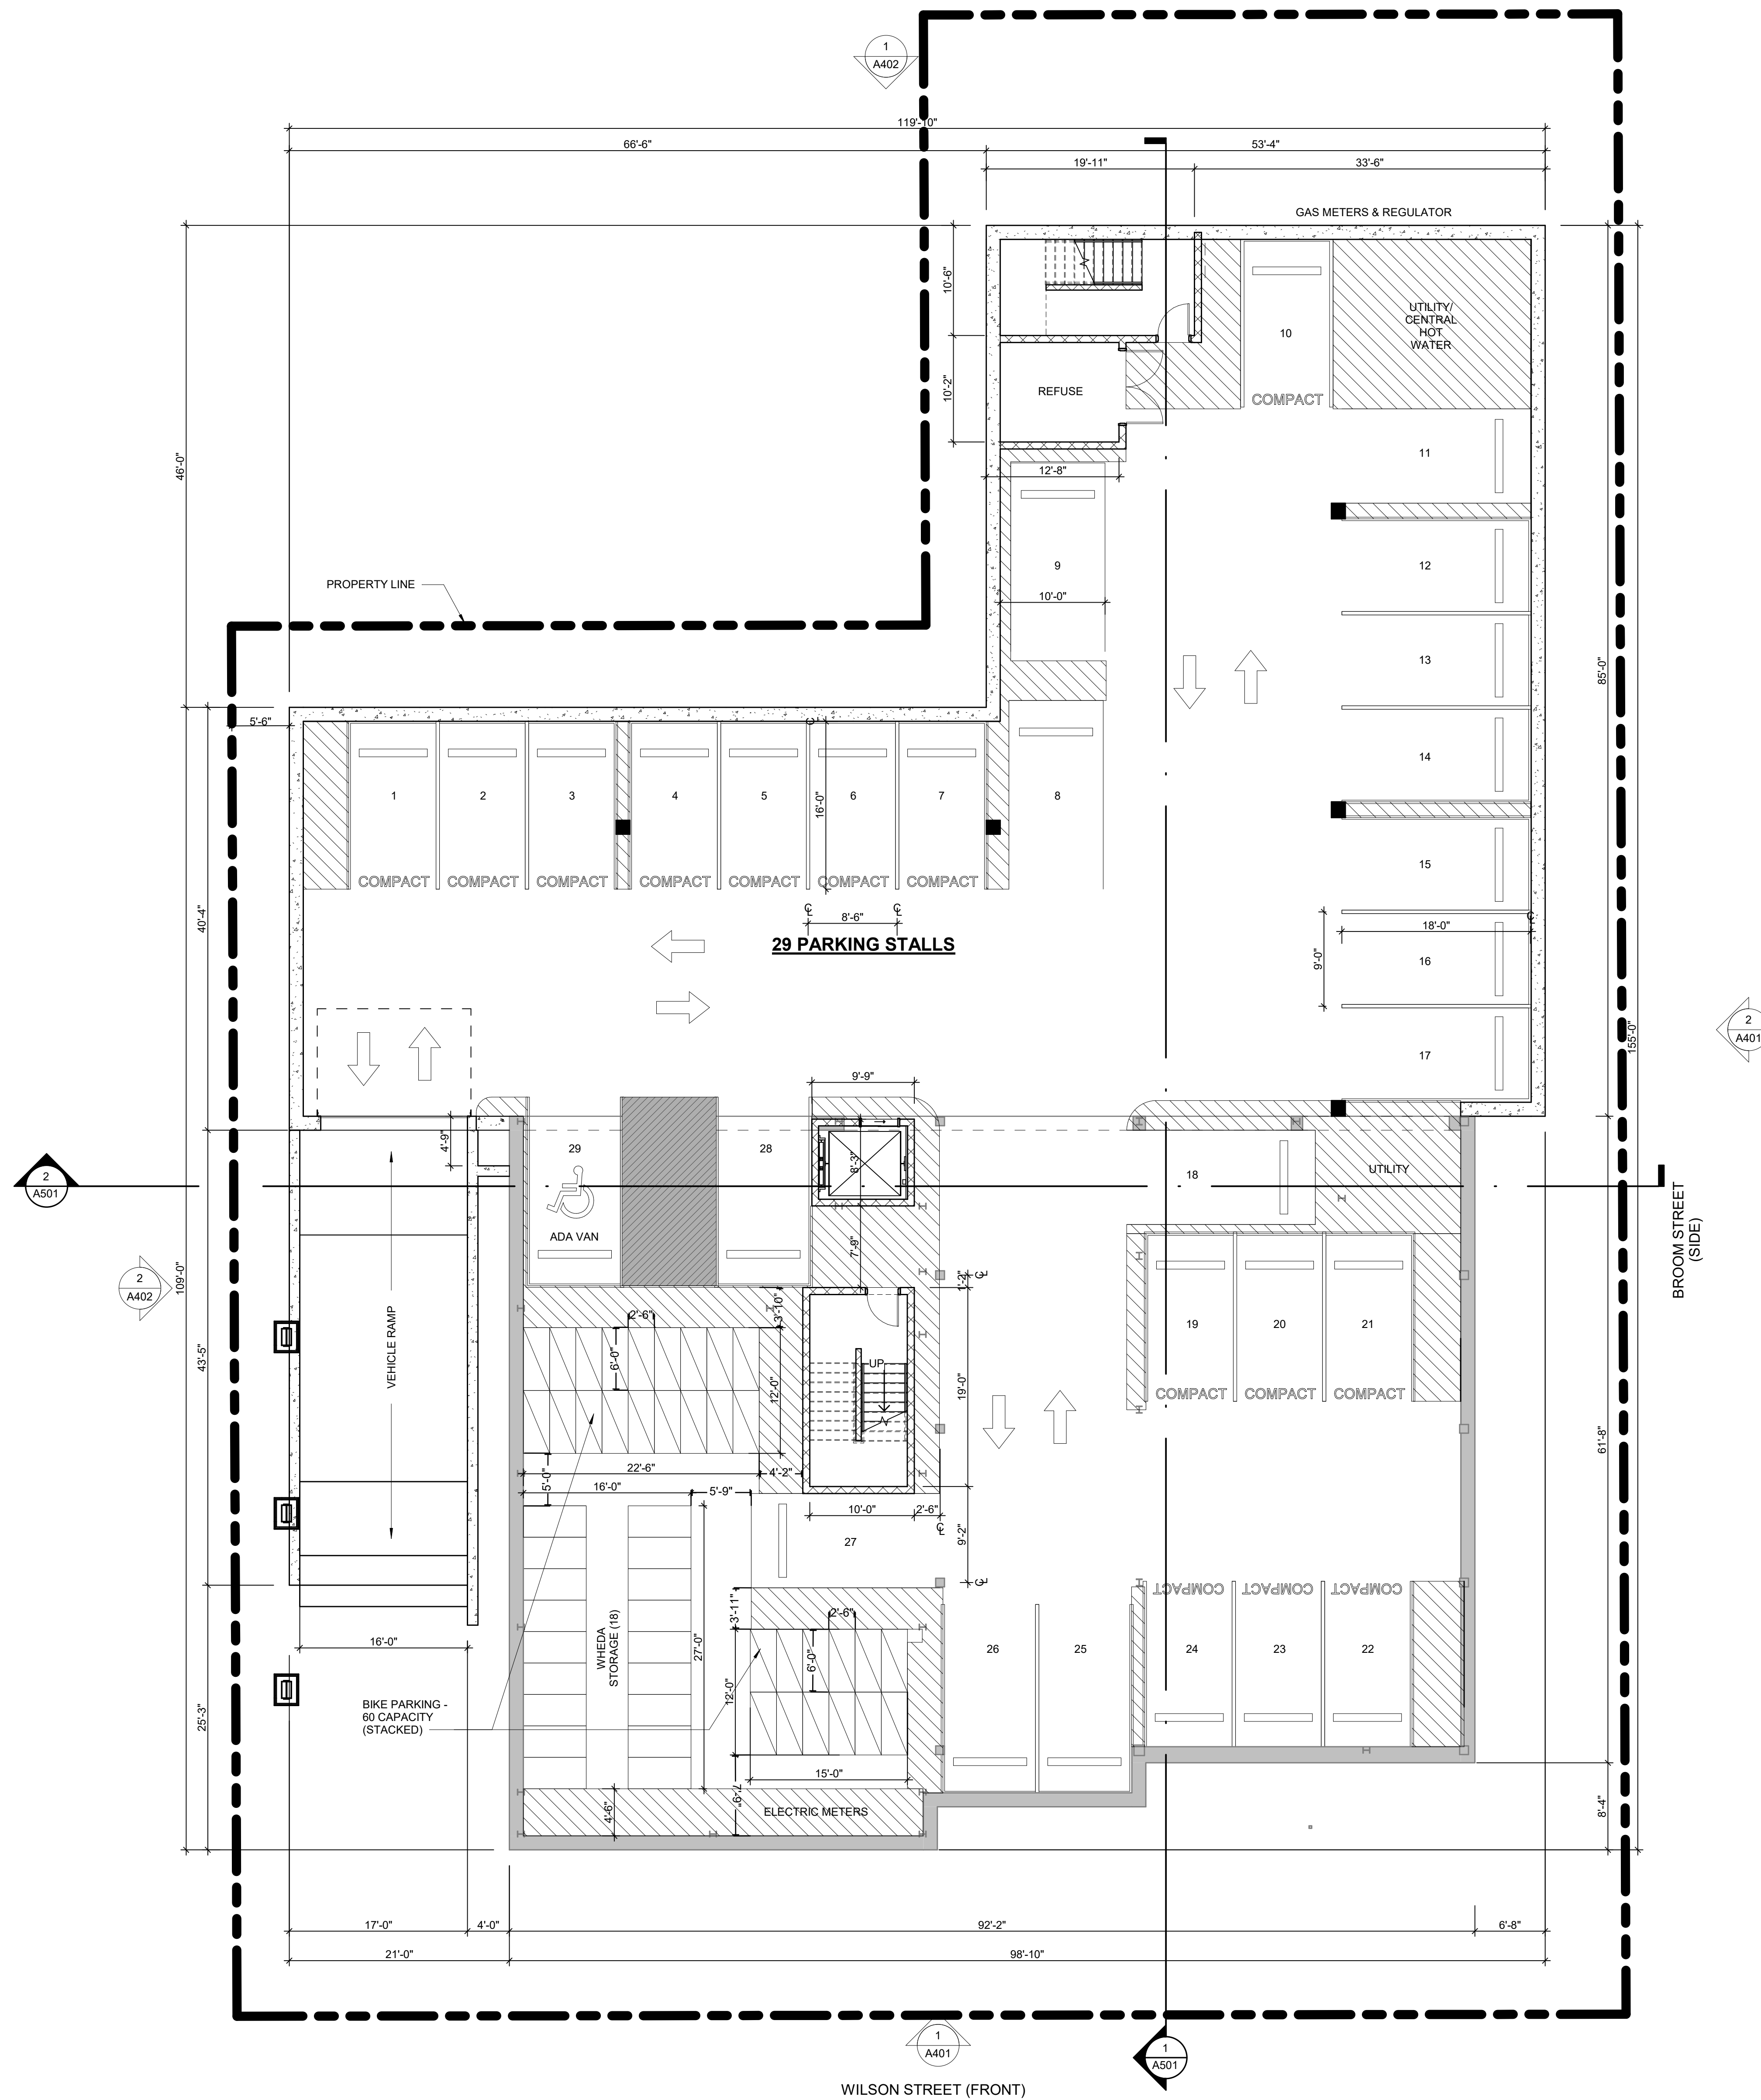 1
A402
119'-10"
66'-6"
53'-4"
19'-11"
33'-6"
GAS METERS & REGULATOR
10'-6"
UTILITY/
CENTRAL
HOT
WATER
10
COMPACT
REFUSE
10'-2"
12'-8"
11
46'-0"
9
10'-0"
12
PROPERTY LINE
13
85'-0"
5'-6"
14
1
2
3
4
5
6
7
8
16'-0"
COMPACT
COMPACT
COMPACT
COMPACT
COMPACT
COMPACT
COMPACT
15
40'-4"
8'-6"
29 PARKING STALLS
18'-0"
9'-0"
16
17
155'-0"
2
A401
9'-9"
4'-9"
29
28
8'-3"
18
UTILITY
2
A501
ADA VAN
BROOM STREET
(SIDE)
7'-9"
1'-2"
109'-0"
2
A402
3'-10"
2'-6"
19
20
21
VEHICLE RAMP
43'-5"
6'-0"
UP
12'-0"
19'-0"
COMPACT
COMPACT
COMPACT
61'-8"
22'-6"
4'-2"
5'-0"
16'-0"
5'-9"
10'-0"
2'-6"
27
9'-2"
COMPACT
COMPACT
COMPACT
3'-11"
2'-6"
WHEDA
STORAGE (18)
27'-0"
16'-0"
6'-0"
26
25
24
23
22
12'-0"
BIKE PARKING -
60 CAPACITY
(STACKED)
25'-3"
15'-0"
7'-9"
4'-6"
ELECTRIC METERS
8'-4"
17'-0"
4'-0"
92'-2"
6'-8"
21'-0"
98'-10"
1
A401
1
A501
WILSON STREET (FRONT)